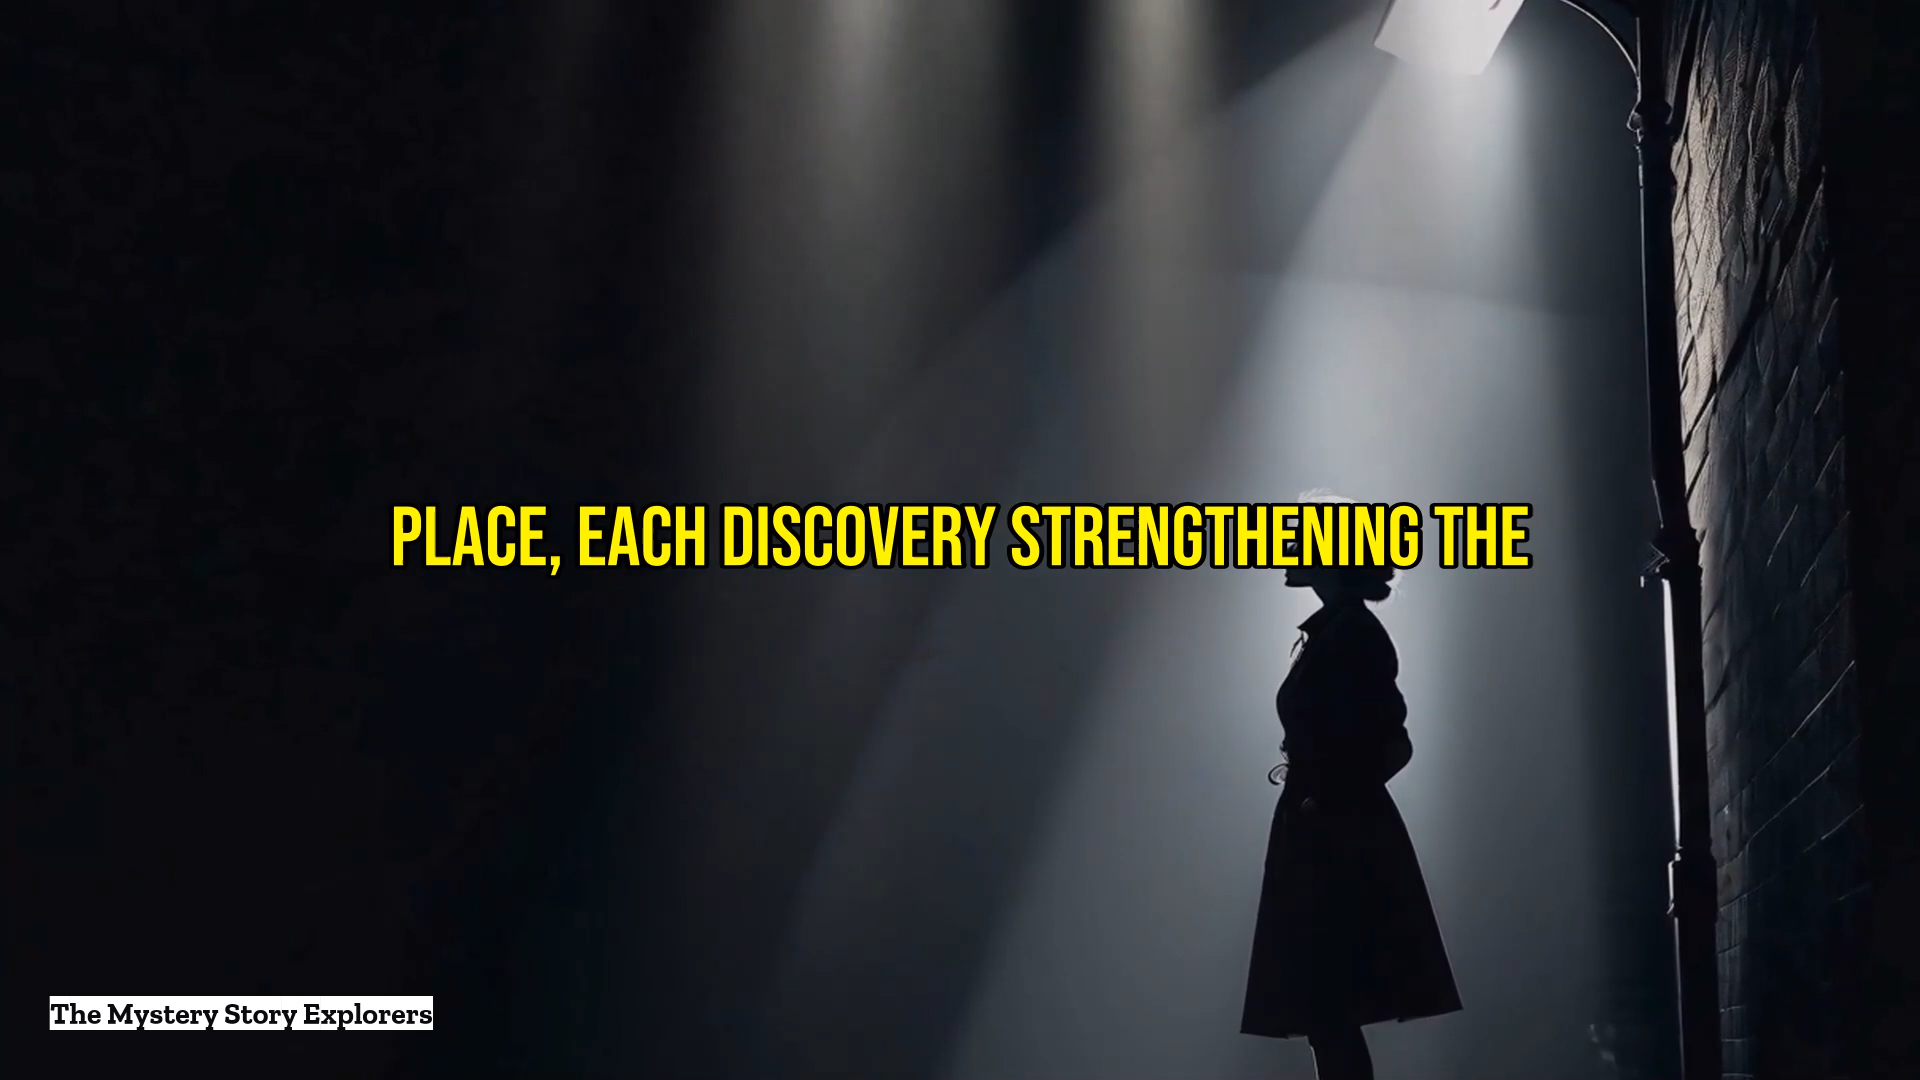 PLACE, EACH DISCOVERY STRENGTHENING THE
The Mystery Story Explorers